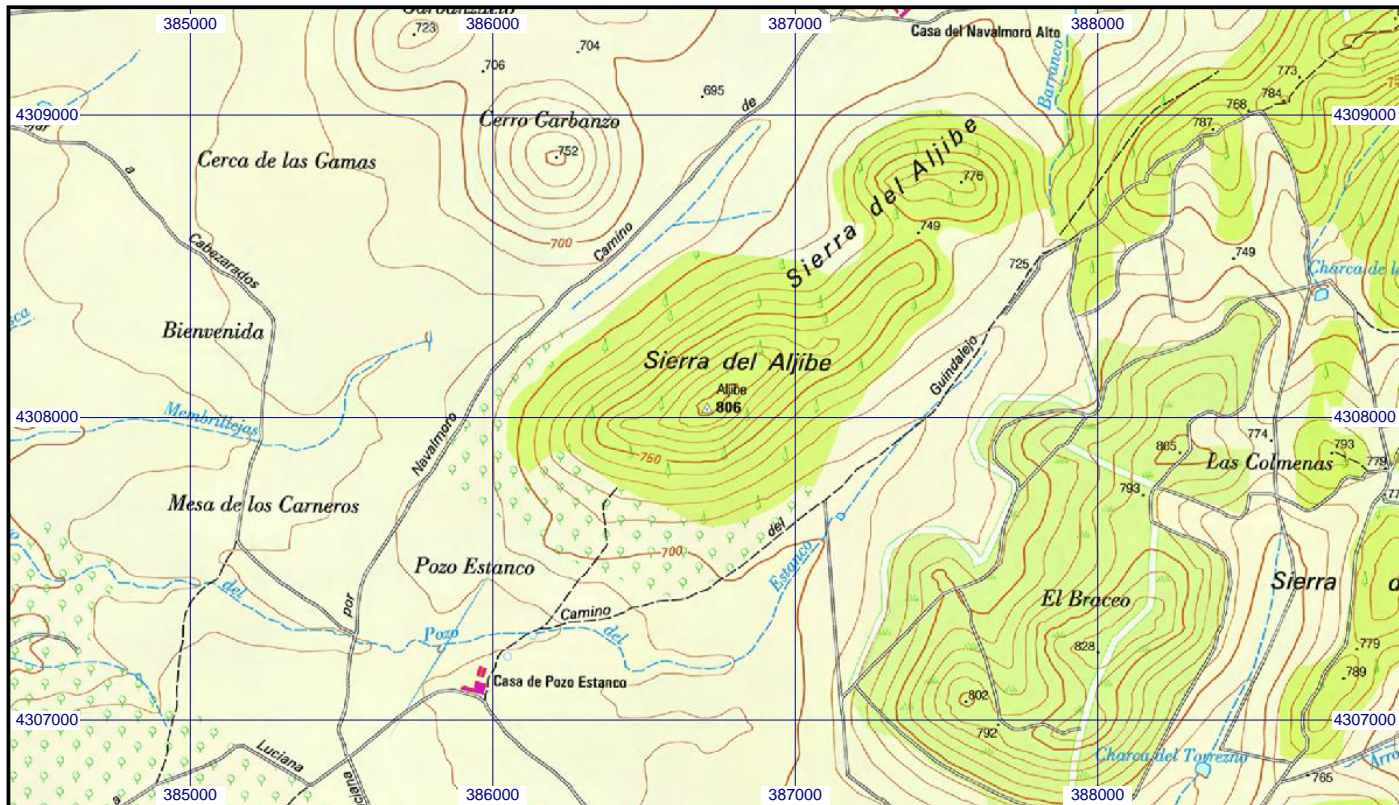 385000
386000
387000
388000
723
704
706
695
Casa del Navalmoro Alto
Barranco
773
784
768
787
4309000
4309000
de
Cerro Garbanzo
752
a
Cerca de las Gamas
Sierra del Aljibe
776
749
700
Camino
Cabezarados
725
749
Charca de la
Bienvenida
Sierra del Aljibe
Aljibe
806
Guindalejo
4308000
4308000
Membrillejas
Navalmoro
750
774
793
779
Las Colmenas
793
Mesa de los Carneros
del
700
Estanco
Pozo Estanco
Sierra
d
El Braceo
del
por
Camino
Pozo
del
828
779
789
Casa de Pozo Estanco
802
4307000
4307000
792
Luciana
Charca del Torrezno
765
385000
386000
387000
388000